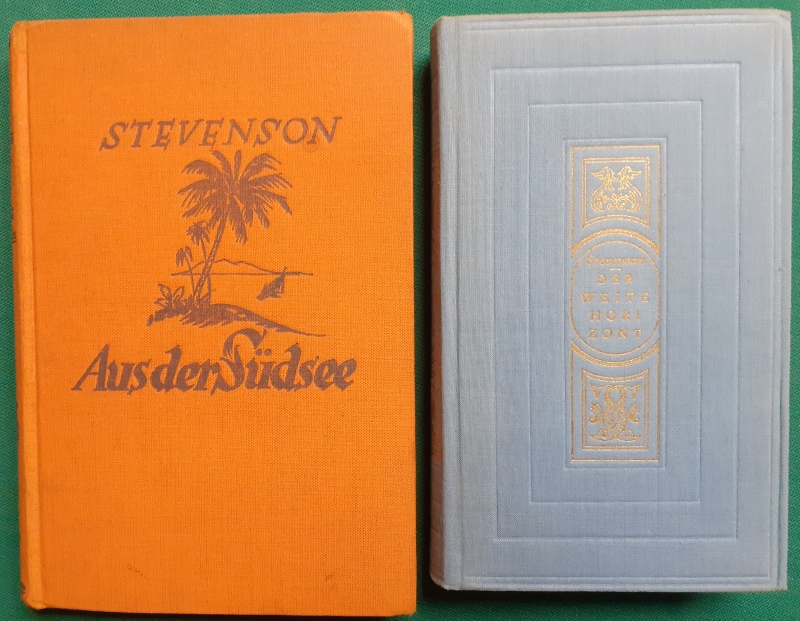 STEVENSON
Aus der Südsee
Stevenson
DER
WEITE
HORI
ZONT